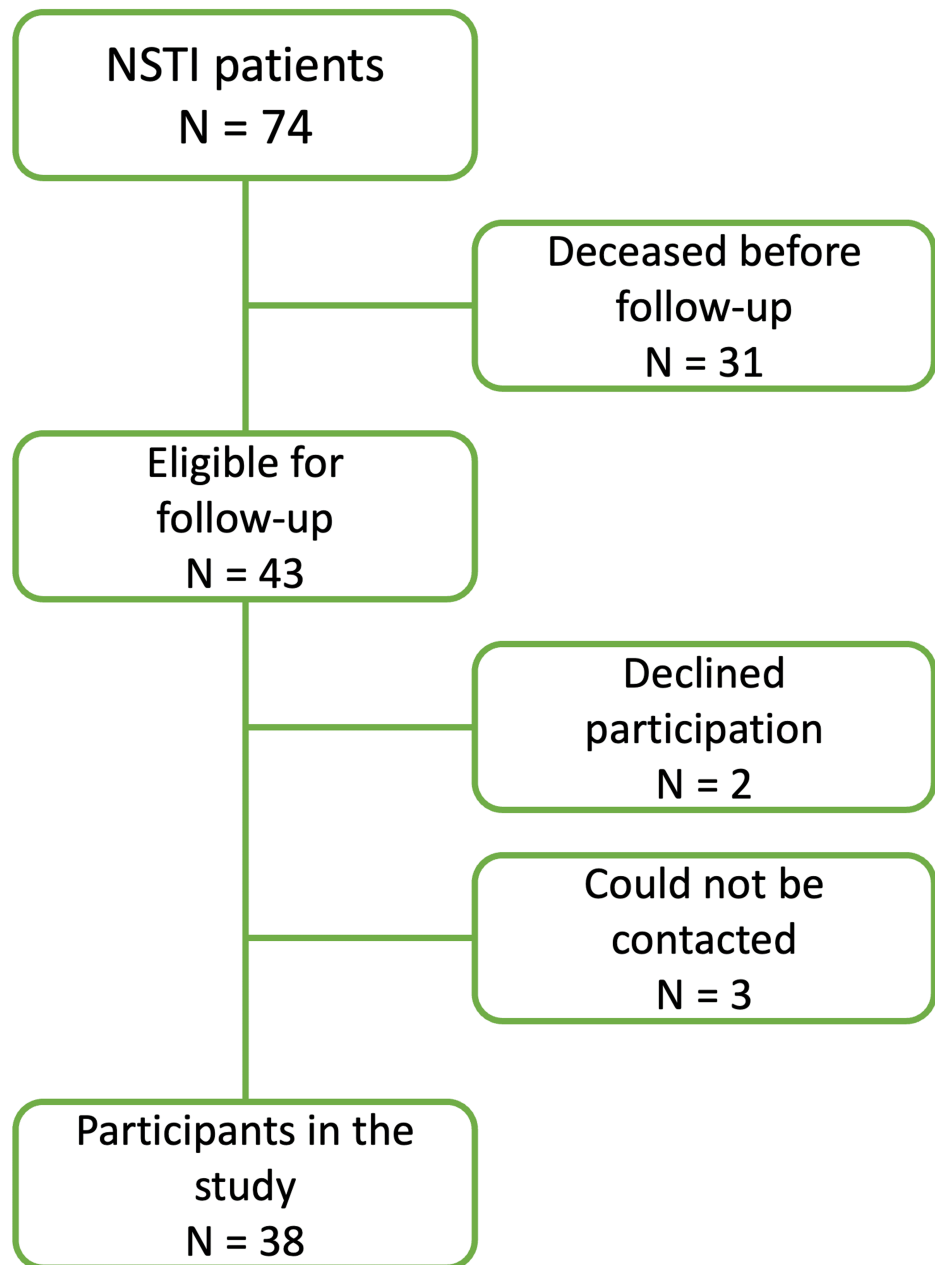 NSTI patients
N = 74
Deceased before
follow-up
N = 31
Eligible for
follow-up
N = 43
Declined
participation
N = 2
Could not be
contacted
N = 3
Participants in the
study
N = 38